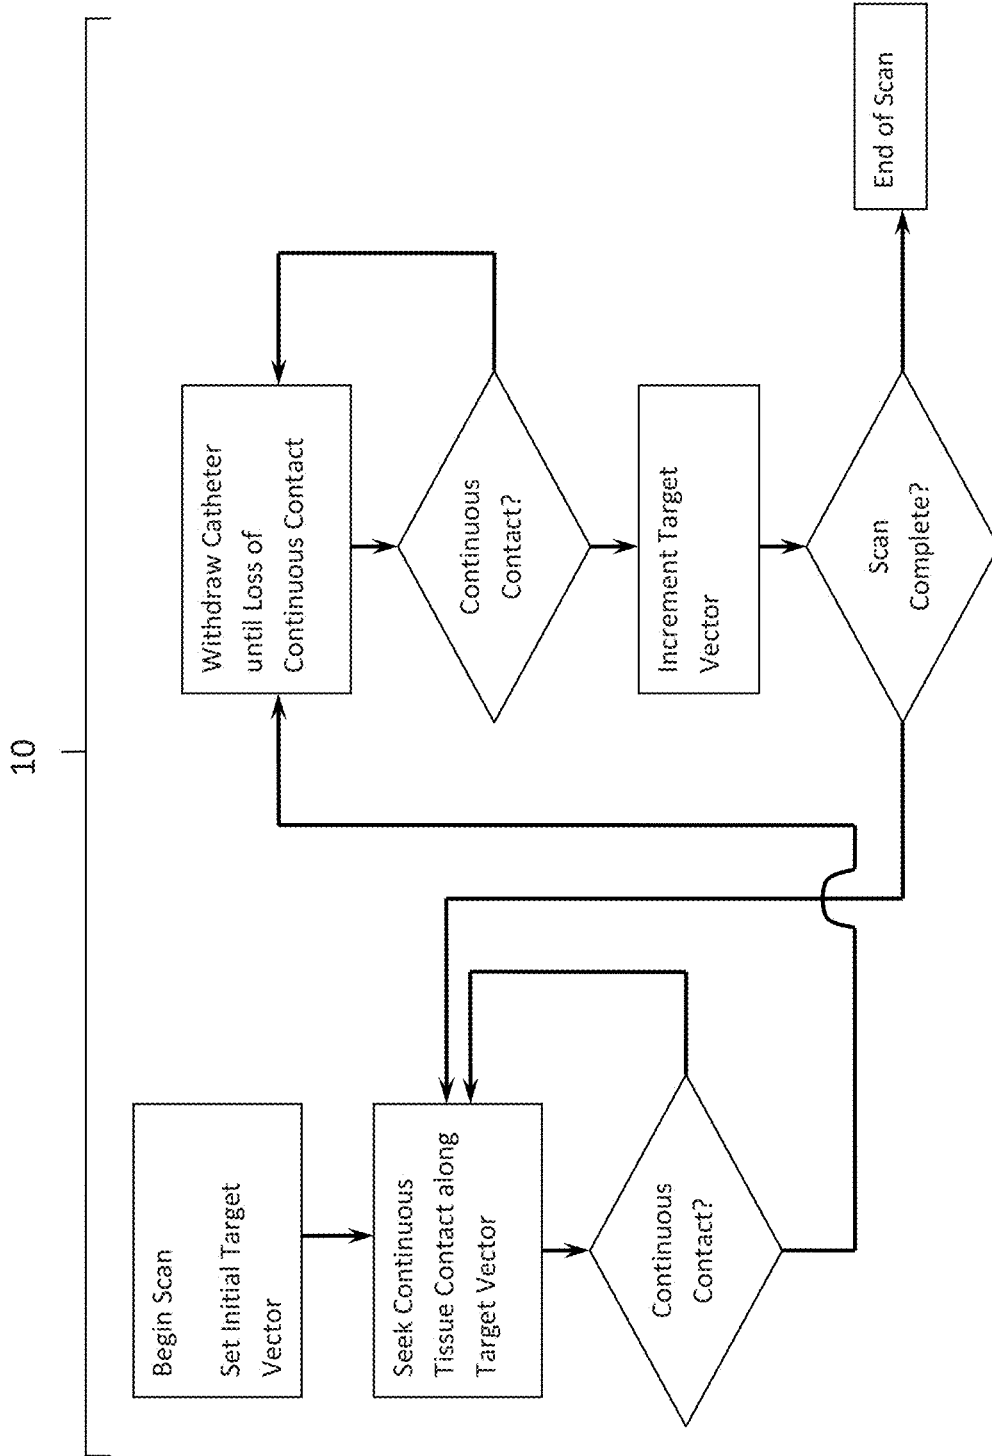 10
Begin Scan
Set Initial Target
Vector
Seek Continuous
Tissue Contact along
Target Vector
Continuous
Contact?
Withdraw Catheter
until Loss of
Continuous Contact
Continuous
Contact?
Increment Target
Vector
Scan
Complete?
End of Scan